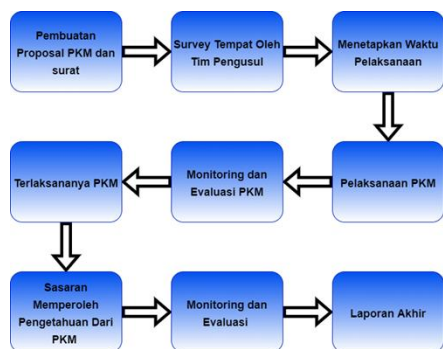 Pembuatan
Proposal PKM dan
surat
Survey Tempat Oleh
Tim Pengusul
Menetapkan Waktu
Pelaksanaan
Pelaksanaan PKM
Monitoring dan
Evaluasi PKM
Terlaksananya PKM
Sasaran
Memperoleh
Pengetahuan Dari
PKM
Monitoring dan
Evaluasi
Laporan Akhir